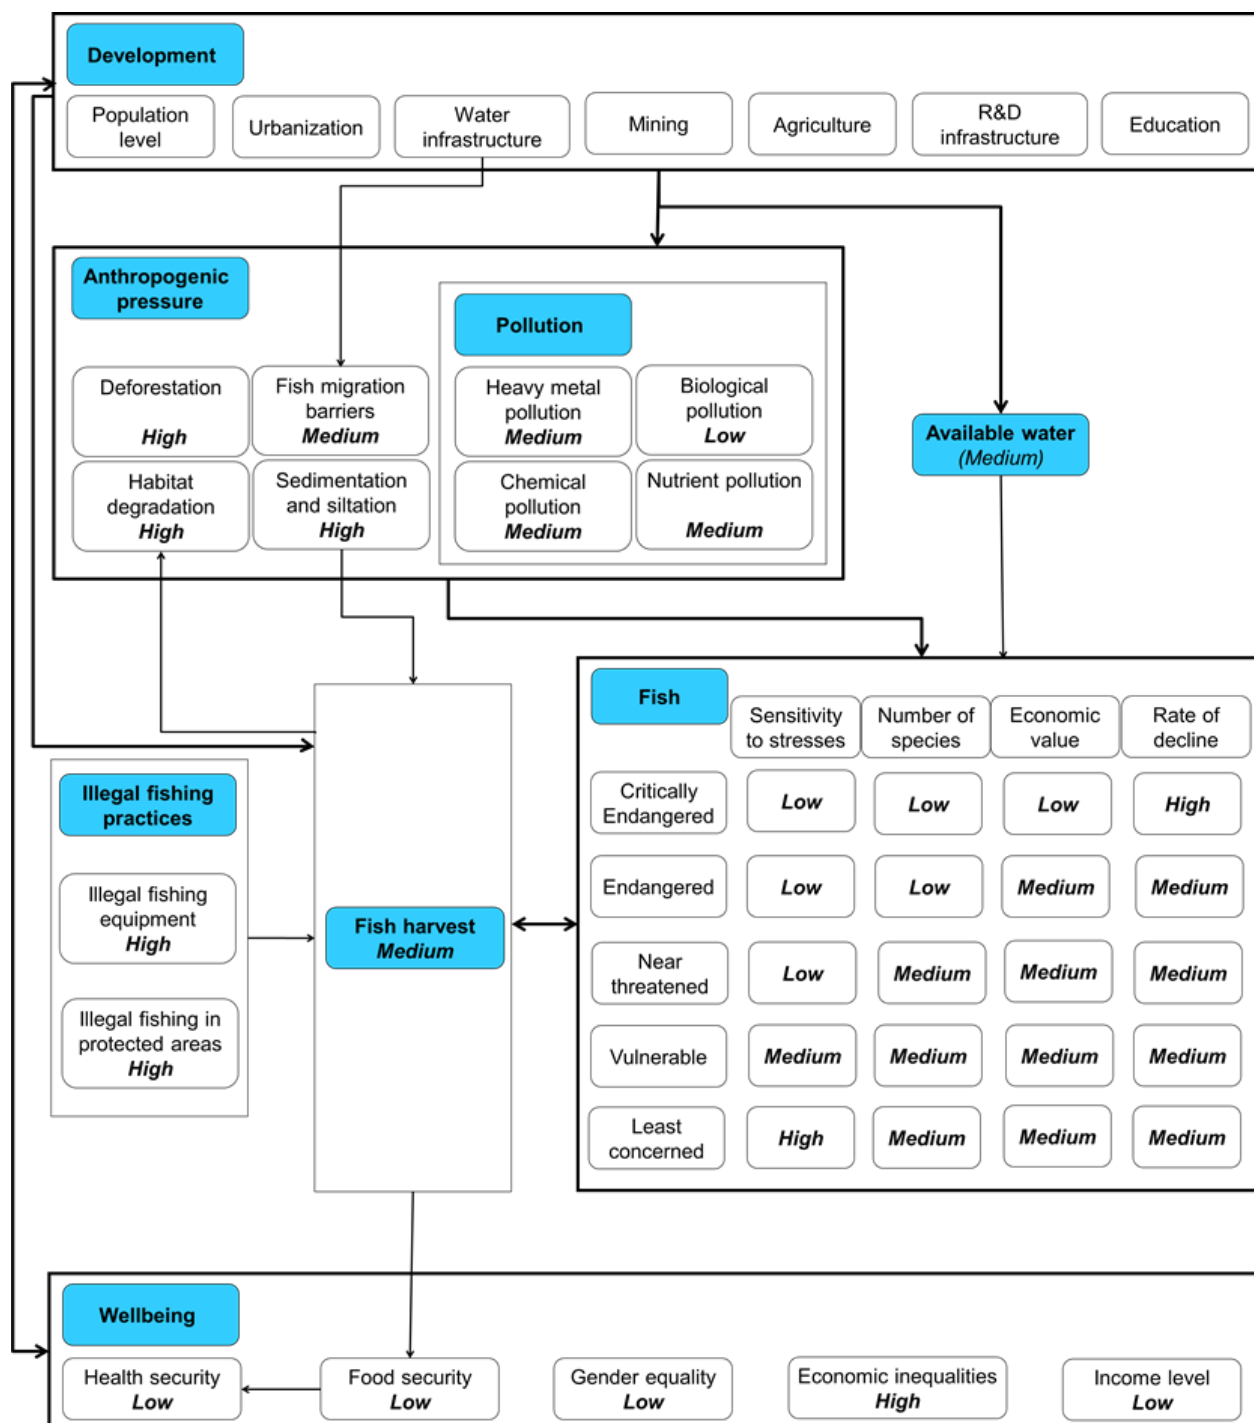 Development
Population
level
Urbanization
Water
infrastructure
Mining
Agriculture
R&D
infrastructure
Education
Anthropogenic
pressure
Deforestation
High
Fish migration
barriers
Medium
Habitat
degradation
High
Sedimentation
and siltation
High
Pollution
Heavy metal
pollution
Medium
Biological
pollution
Low
Chemical
pollution
Medium
Nutrient pollution
Medium
Available water
(Medium)
Fish
Sensitivity
to stresses
Number of
species
Economic
value
Rate of
decline
Critically
Endangered
Low
Low
Low
High
Endangered
Low
Low
Medium
Medium
Near
threatened
Low
Medium
Medium
Medium
Vulnerable
Medium
Medium
Medium
Medium
Least
concerned
High
Medium
Medium
Medium
Illegal fishing
practices
Illegal fishing
equipment
High
Illegal fishing in
protected areas
High
Fish harvest
Medium
Wellbeing
Health security
Low
Food security
Low
Gender equality
Low
Economic inequalities
High
Income level
Low